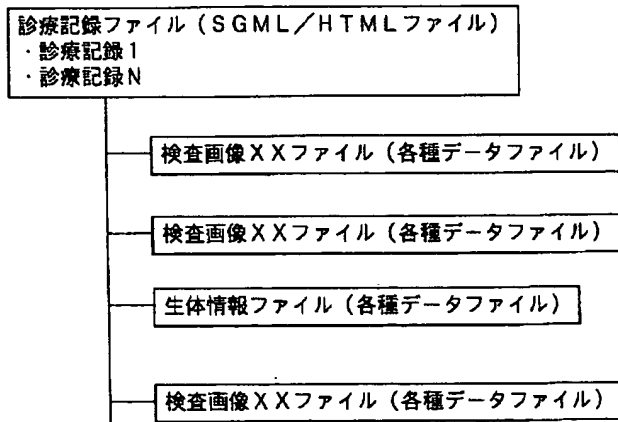 診療記録ファイル（ＳＧＭＬ／ＨＴＭＬファイル）
・診療記録１
・診療記録Ｎ
検査画像ＸＸファイル（各種データファイル）
検査画像ＸＸファイル（各種データファイル）
生体情報ファイル（各種データファイル）
検査画像ＸＸファイル（各種データファイル）